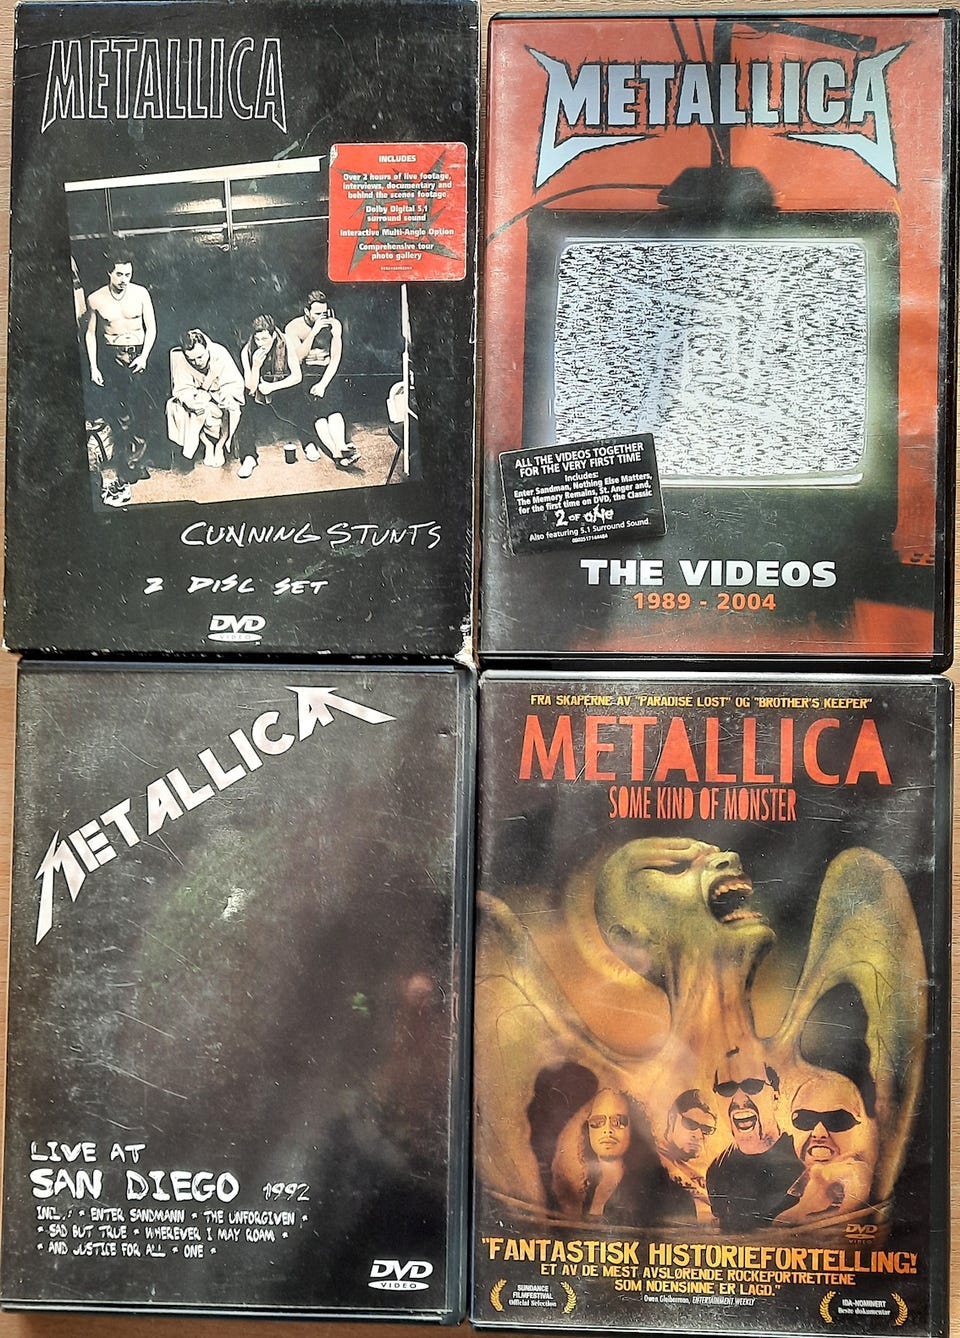 METALLICA
INCLUDES
Over 2 hours of live footage,
interviews, documentary and
behind the scenes footage
Dolby Digital 5.1
surround sound
Interactive Multi-Angle Option
Comprehensive tour
photo gallery
CUNNING STUNTS
2 DISC SET
DVD
VIDEO
METALLICA
ALL THE VIDEOS TOGETHER
FOR THE VERY FIRST TIME
Includes:
Enter Sandman, Nothing Else Matters,
The Memory Remains, St. Anger and,
for the first time on DVD, the Classic
2 OF ONE
Also featuring 5.1 Surround Sound.
THE VIDEOS
1989 - 2004
METALLICA
LIVE AT
SAN DIEGO 1992
INCL.: * ENTER SANDMANN * THE UNFORGIVEN *
* SAD BUT TRUE * WHEREVER I MAY ROAM *
* AND JUSTICE FOR ALL * ONE *
DVD
VIDEO
FRA SKAPERNE AV "PARADISE LOST" OG "BROTHER'S KEEPER"
METALLICA
SOME KIND OF MONSTER
DVD
VIDEO
"FANTASTISK HISTORIEFORTELLING!
ET AV DE MEST AVSLØRENDE ROCKEPORTRETTENE
SOM NOENSINNE ER LAGD."
Owen Gleiberman, ENTERTAINMENT WEEKLY
SUNDANCE
FILMFESTIVAL
Official Selection
IDA-NOMINERT
Beste dokumentar